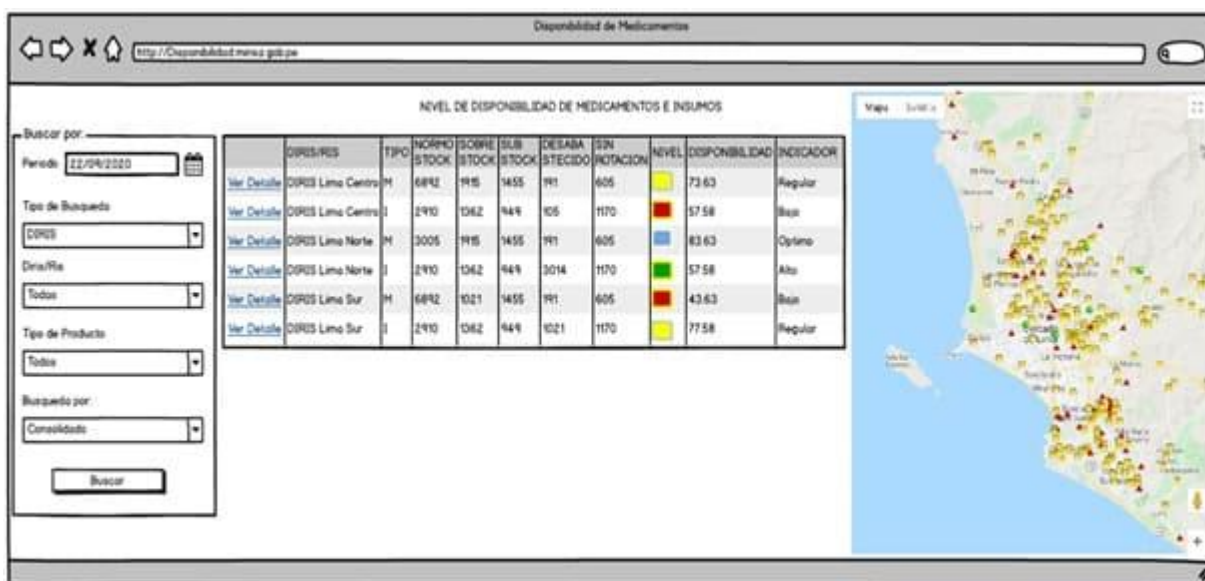 Disponibilidad de Medicamentos
NIVEL DE DISPONIBILIDAD DE MEDICAMENTOS E INSUMOS
Buscar por:
Periodo 22/09/2020
Tipo de Busqueda
DIRIS
Diris/Ris
Todos
Tipo de Producto
Todos
Busqueda por:
Consolidado
Buscar
DIRIS/RIS TIPO NORMO STOCK SOBRE STOCK SUB STOCK DESABA STECIDO SIN ROTACION NIVEL DISPONIBILIDAD INDICADOR
Ver Detalle DIRIS Lima Centro M 6892 1915 1455 191 605 73.63 Regular
Ver Detalle DIRIS Lima Centro I 2910 1362 949 105 1170 57.58 Bajo
Ver Detalle DIRIS Lima Norte M 3005 1915 1455 191 605 83.63 Optimo
Ver Detalle DIRIS Lima Norte I 2910 1362 949 3014 1170 57.58 Alto
Ver Detalle DIRIS Lima Sur M 6892 1021 1455 191 605 43.63 Bajo
Ver Detalle DIRIS Lima Sur I 2910 1362 949 1021 1170 77.58 Regular
Mapa